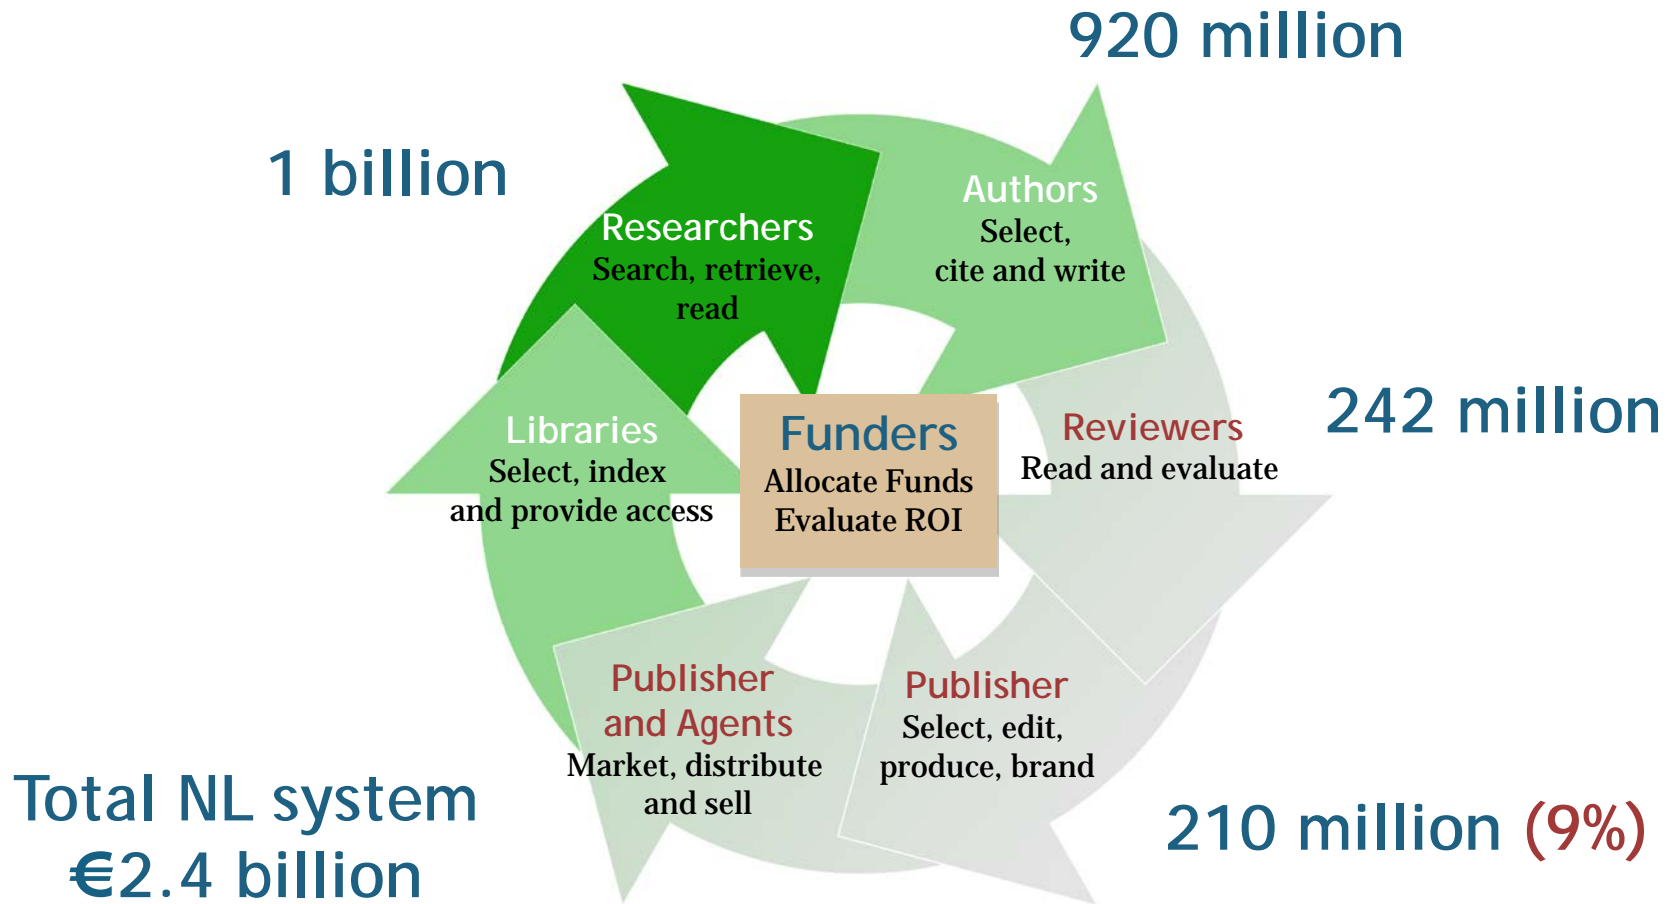 920 million
1 billion
Authors
Select,
cite and write
Researchers
Search, retrieve,
read
242 million
Reviewers
Read and evaluate
Funders
Allocate Funds
Evaluate ROI
Libraries
Select, index
and provide access
Publisher
and Agents
Market, distribute
and sell
Publisher
Select, edit,
produce, brand
Total NL system
€2.4 billion
210 million (9%)